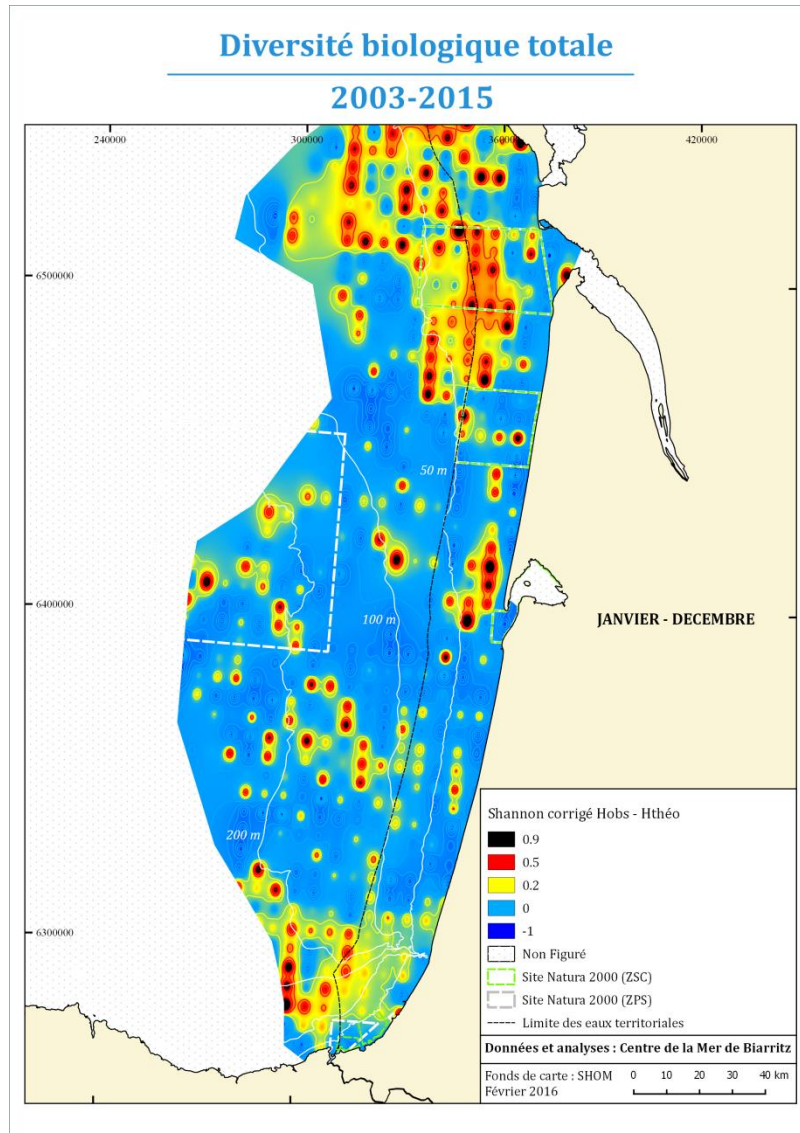 Diversité biologique totale
2003-2015
240000
300000
360000
420000
6500000
50 m
6400000
100 m
JANVIER - DECEMBRE
200 m
6300000
Shannon corrigé Hobs - Hthéo
0.9
0.5
0.2
0
-1
Non Figuré
Site Natura 2000 (ZSC)
Site Natura 2000 (ZPS)
Limite des eaux territoriales
Données et analyses : Centre de la Mer de Biarritz
Fonds de carte : SHOM
Février 2016
0 10 20 30 40 km